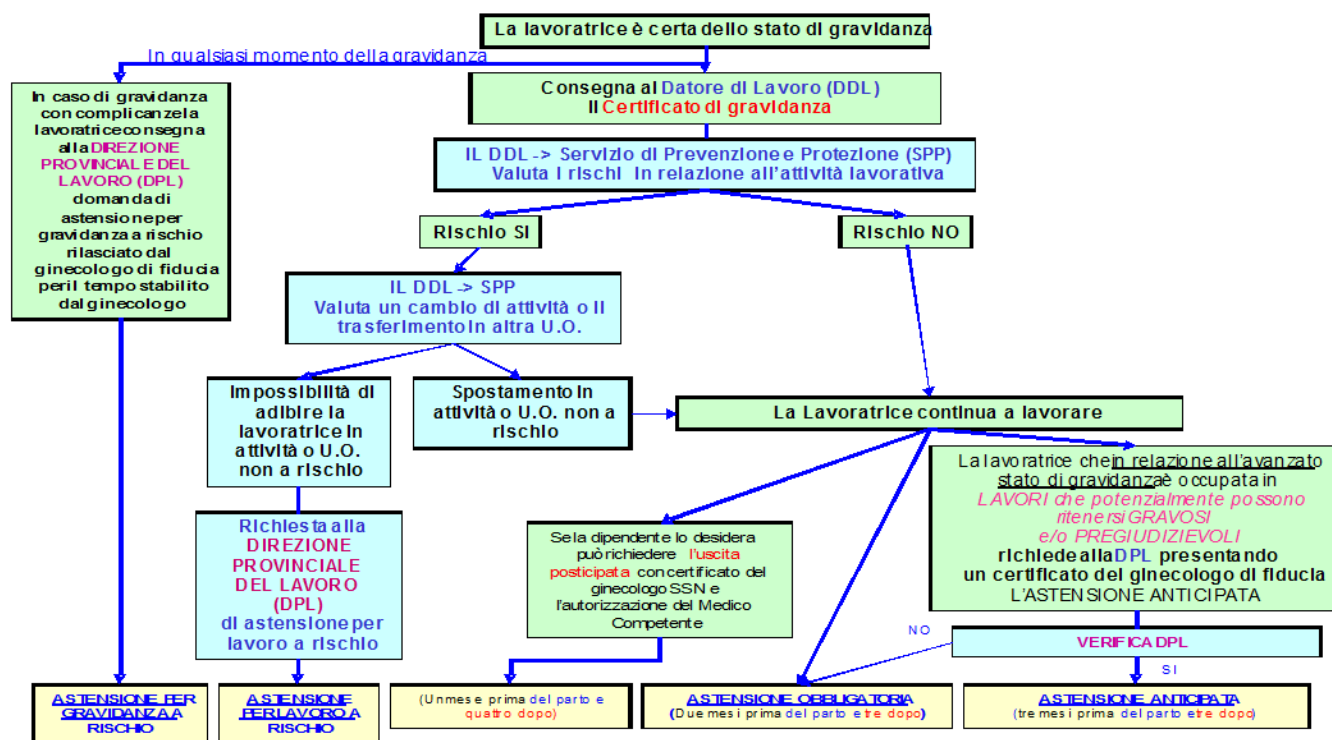 La lavoratrice è certa dello stato di gravidanza
In qualsiasi momento della gravidanza
In caso di gravidanza
con complicanze la
lavoratrice consegna
alla DIREZIONE
PROVINCIALE DEL
LAVORO (DPL)
domanda di
astensione per
gravidanza a rischio
rilasciato dal
ginecologo di fiducia
per il tempo stabilito
dal ginecologo
Consegna al Datore di Lavoro (DDL)
il Certificato di gravidanza
IL DDL -> Servizio di Prevenzione e Protezione (SPP)
Valuta i rischi in relazione all'attività lavorativa
Rischio SI
Rischio NO
IL DDL -> SPP
Valuta un cambio di attività o il
trasferimento in altra U.O.
Impossibilità di
adibire la
lavoratrice in
attività o U.O.
non a rischio
Spostamento in
attività o U.O. non a
rischio
La Lavoratrice continua a lavorare
Richiesta alla
DIREZIONE
PROVINCIALE
DEL LAVORO
(DPL)
di astensione per
lavoro a rischio
Se la dipendente lo desidera
può richiedere l'uscita
posticipata con certificato del
ginecologo SSN e
l'autorizzazione del Medico
Competente
La lavoratrice che in relazione all'avanzato
stato di gravidanza è occupata in
LAVORI che potenzialmente possono
ritenersi GRAVOSI
e/o PREGIUDIZIEVOLI
richiede alla DPL presentando
un certificato del ginecologo di fiducia
L'ASTENSIONE ANTICIPATA
NO
VERIFICA DPL
SI
ASTENSIONE PER
GRAVIDANZA A
RISCHIO
ASTENSIONE
PER LAVORO A
RISCHIO
(Un mese prima del parto e
quattro dopo)
ASTENSIONE OBBLIGATORIA
(Due mesi prima del parto e tre dopo)
ASTENSIONE ANTICIPATA
(tre mesi prima del parto e tre dopo)